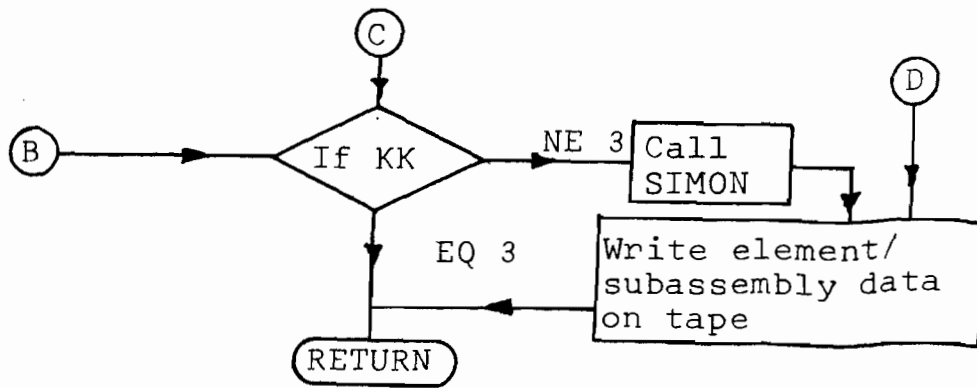 C
D
B
If KK
NE 3
Call
SIMON
EQ 3
Write element/
subassembly data
on tape
RETURN